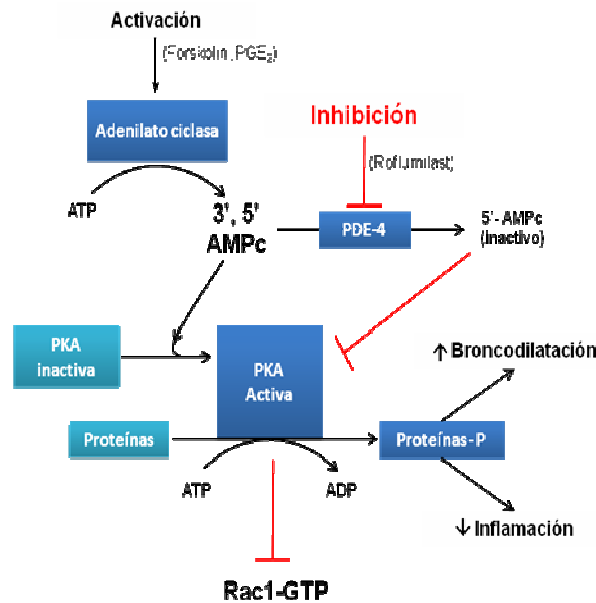 Activación
(Forskolin ,PGE₂)
Adenilato ciclasa
Inhibición
(Roflumilast)
ATP
3', 5'
AMPc
PDE-4
5'- AMPc
(inactivo)
PKA
inactiva
PKA
Activa
↑ Broncodilatación
Proteínas
Proteínas-P
ATP
ADP
↓ Inflamación
Rac1-GTP